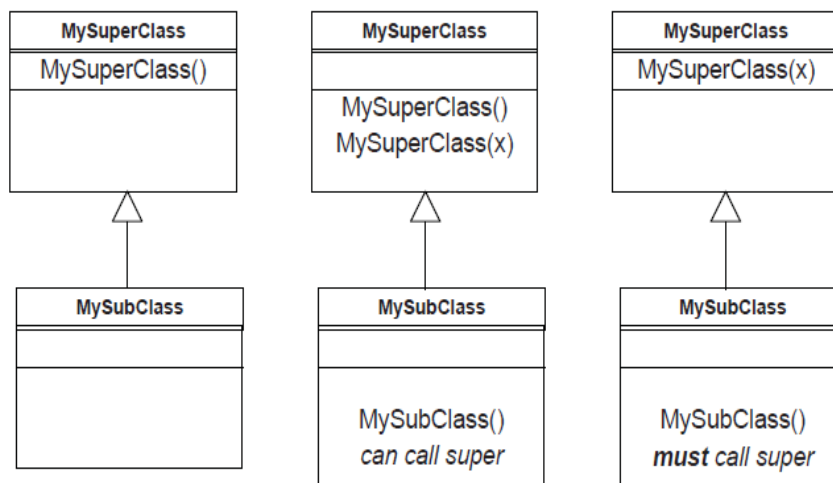 MySuperClass
MySuperClass()
MySubClass
MySuperClass
MySuperClass()
MySuperClass(x)
MySubClass
MySubClass()
can call super
MySuperClass
MySuperClass(x)
MySubClass
MySubClass()
must call super